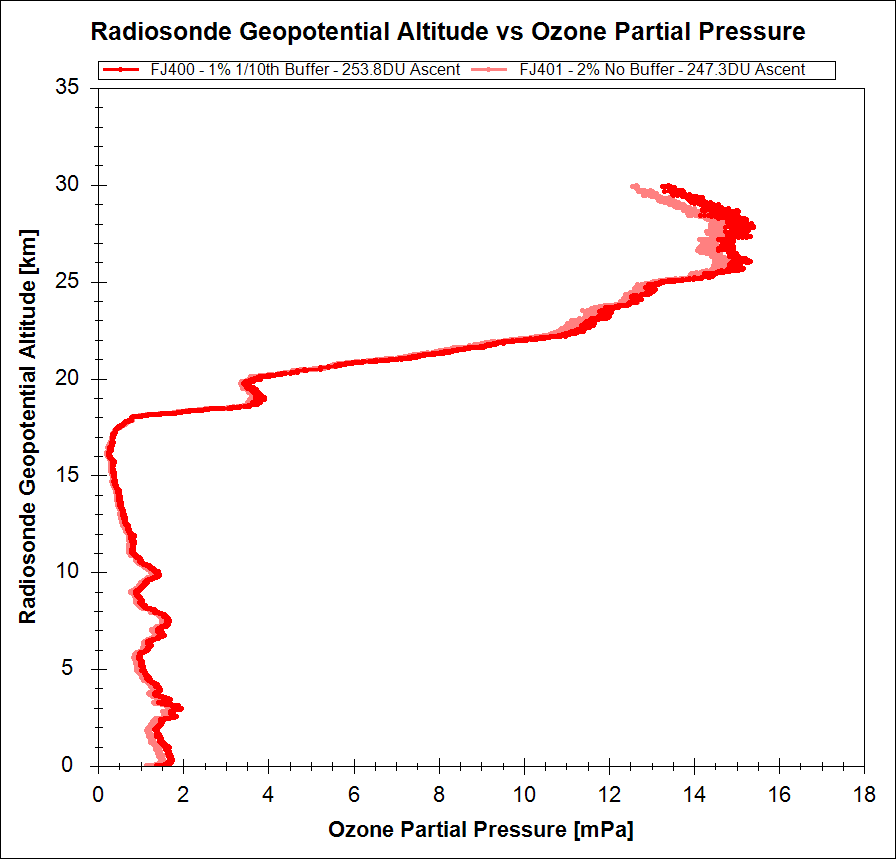 Radiosonde Geopotential Altitude vs Ozone Partial Pressure
FJ400 - 1% 1/10th Buffer - 253.8DU Ascent
FJ401 - 2% No Buffer - 247.3DU Ascent
35
30
25
20
15
10
5
0
Radiosonde Geopotential Altitude [km]
0 2 4 6 8 10 12 14 16 18
Ozone Partial Pressure [mPa]